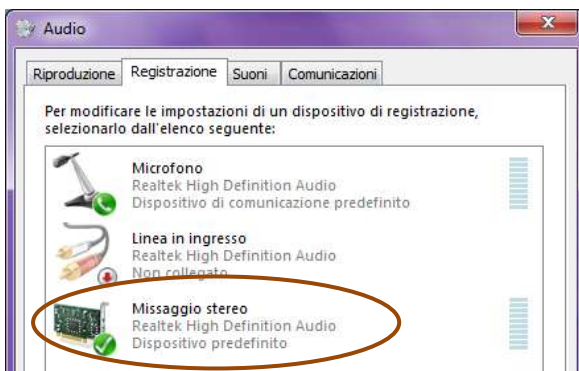 Audio
Riproduzione Registrazione Suoni Comunicazioni
Per modificare le impostazioni di un dispositivo di registrazione,
selezionarlo dall'elenco seguente:
Microfono
Realtek High Definition Audio
Dispositivo di comunicazione predefinito
Linea in ingresso
Realtek High Definition Audio
Non collegato
Missaggio stereo
Realtek High Definition Audio
Dispositivo predefinito